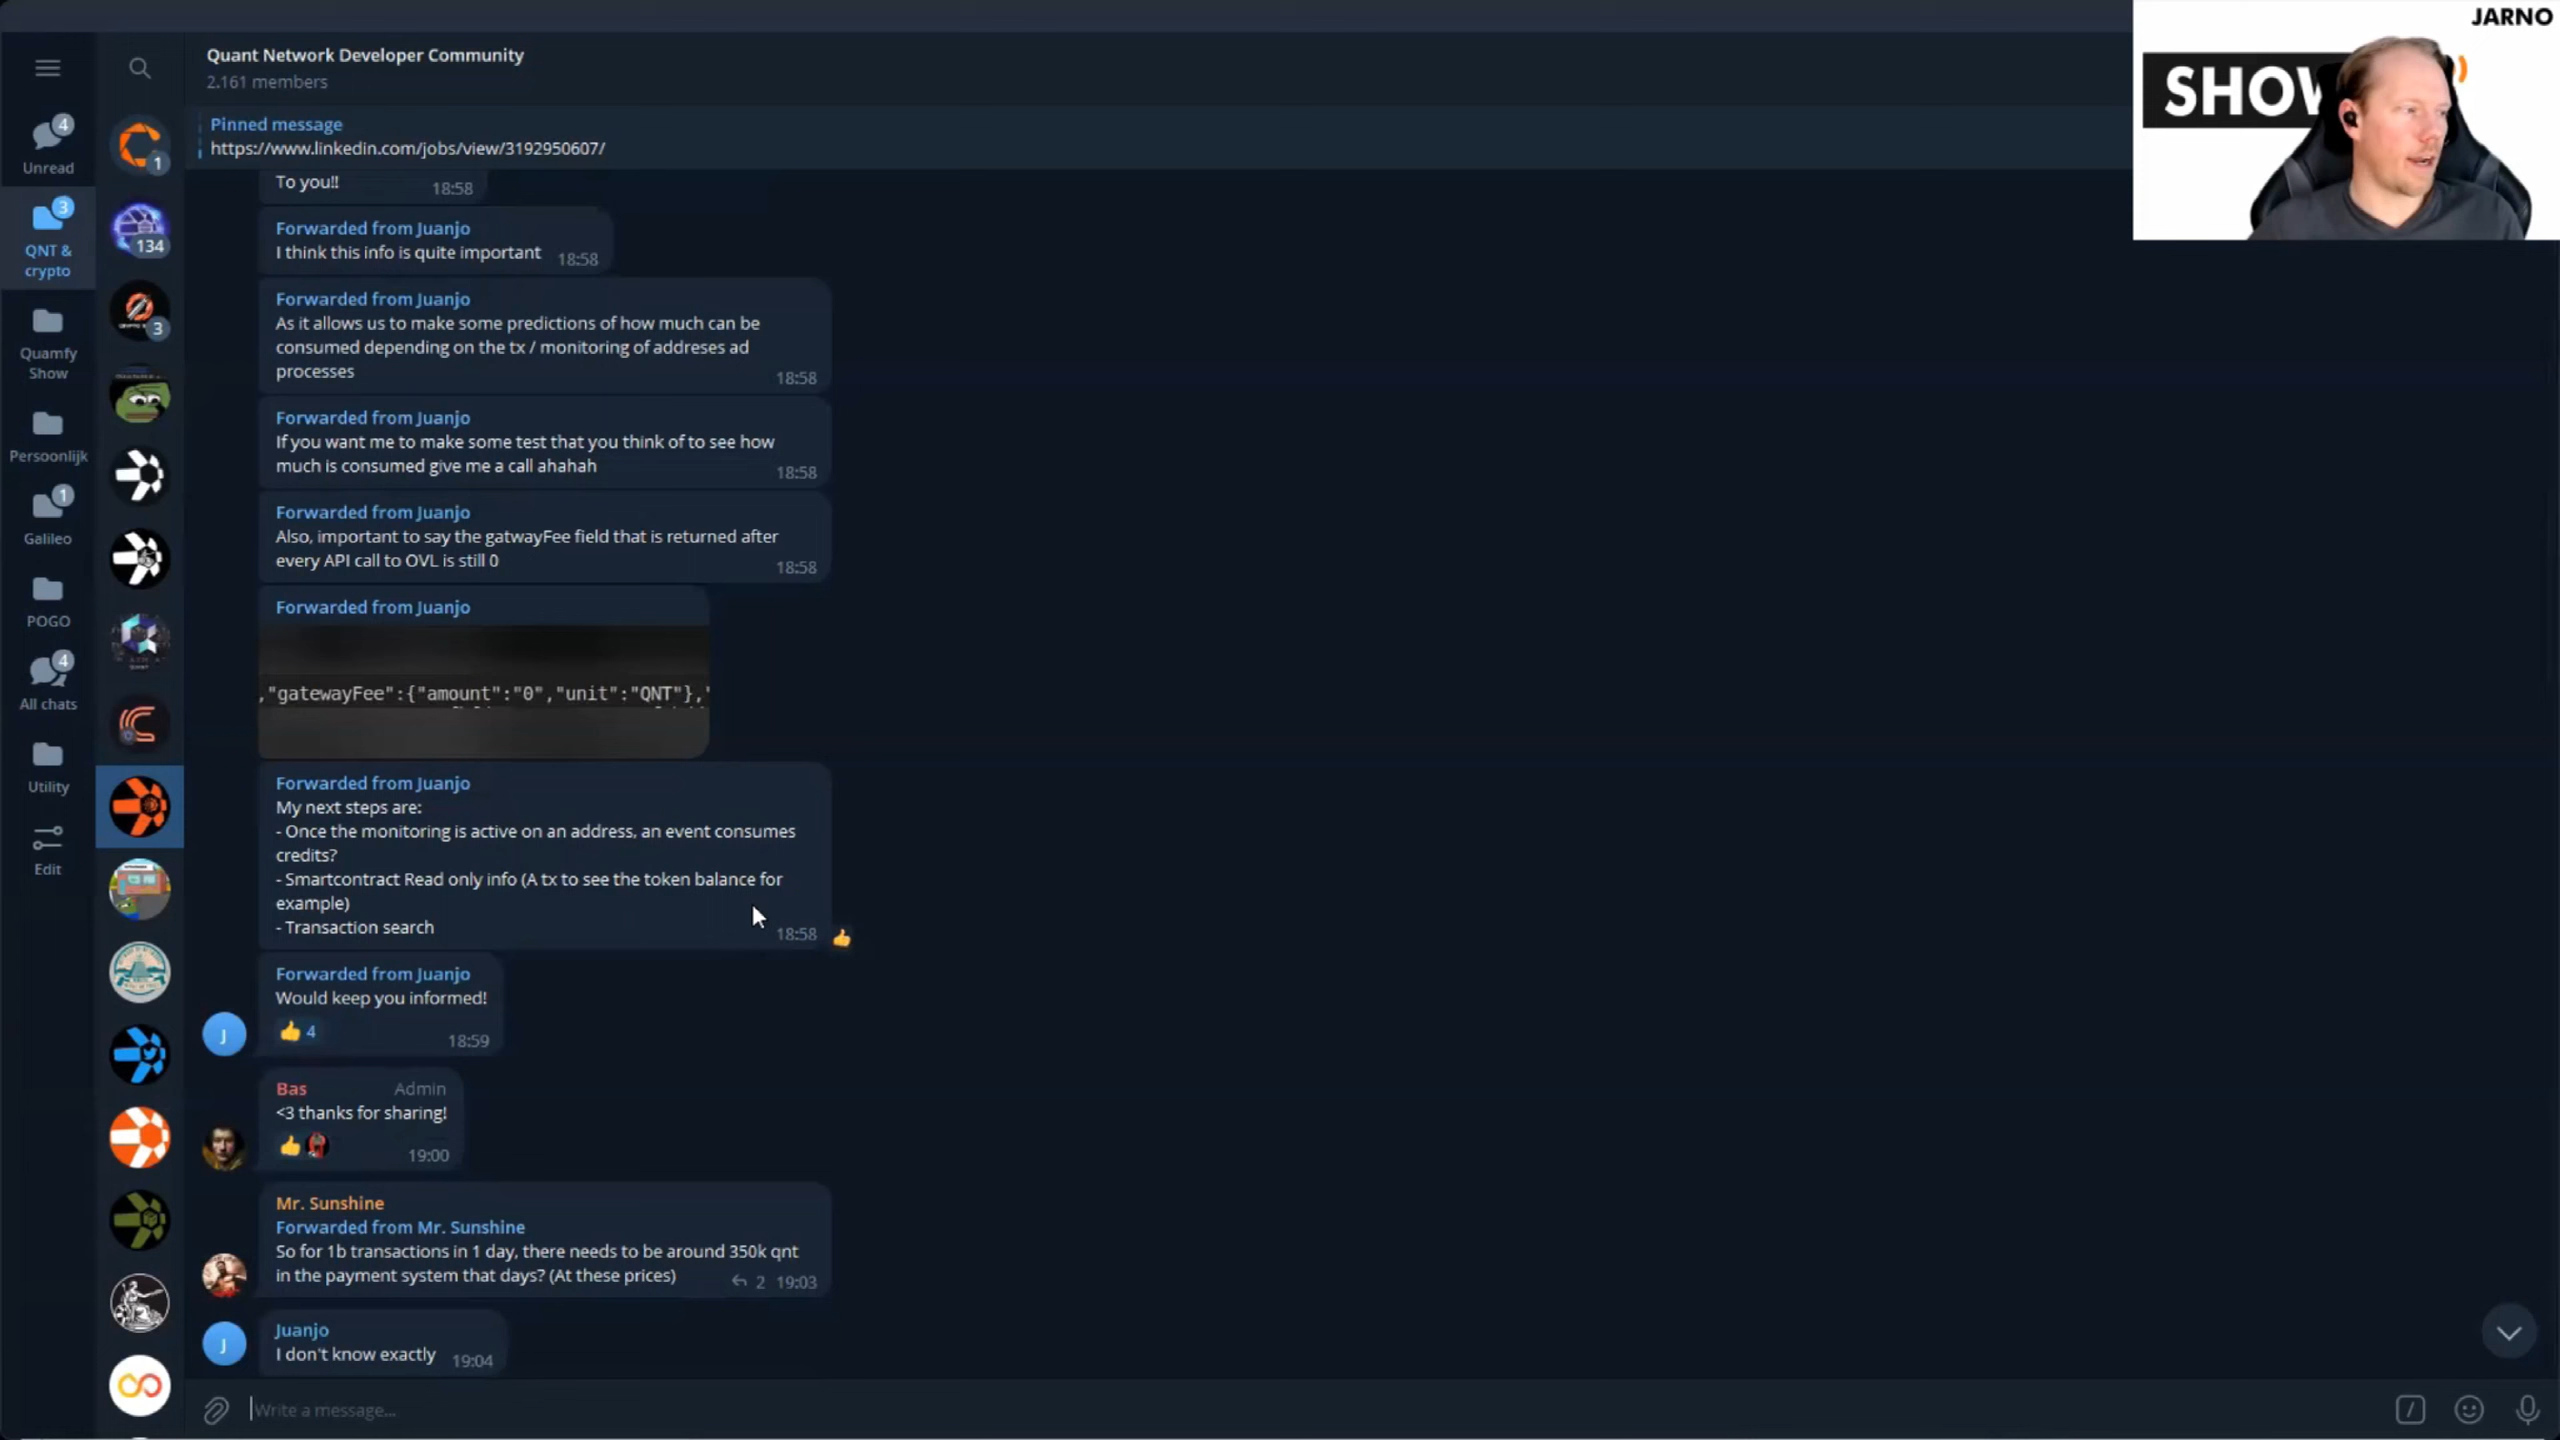 JARNO
SHOW
Quant Network Developer Community
2.161 members
Pinned message
https://www.linkedin.com/jobs/view/3192950607/
4
Unread
3
QNT &
crypto
Quamfy
Show
Persoonlijk
1
Galileo
POGO
4
All chats
Utility
Edit
1
134
3
To you!!
18:58
Forwarded from Juanjo
I think this info is quite important
18:58
Forwarded from Juanjo
As it allows us to make some predictions of how much can be
consumed depending on the tx / monitoring of addreses ad
processes
18:58
Forwarded from Juanjo
If you want me to make some test that you think of to see how
much is consumed give me a call ahahah
18:58
Forwarded from Juanjo
Also, important to say the gatwayFee field that is returned after
every API call to OVL is still 0
18:58
Forwarded from Juanjo
,"gatewayFee":{"amount":"0","unit":"QNT"},"
Forwarded from Juanjo
My next steps are:
- Once the monitoring is active on an address, an event consumes
credits?
- Smartcontract Read only info (A tx to see the token balance for
example)
- Transaction search
18:58
Forwarded from Juanjo
Would keep you informed!
4
18:59
J
Bas Admin
<3 thanks for sharing!
19:00
Mr. Sunshine
Forwarded from Mr. Sunshine
So for 1b transactions in 1 day, there needs to be around 350k qnt
in the payment system that days? (At these prices)
2 19:03
Juanjo
I don't know exactly
19:04
J
Write a message...